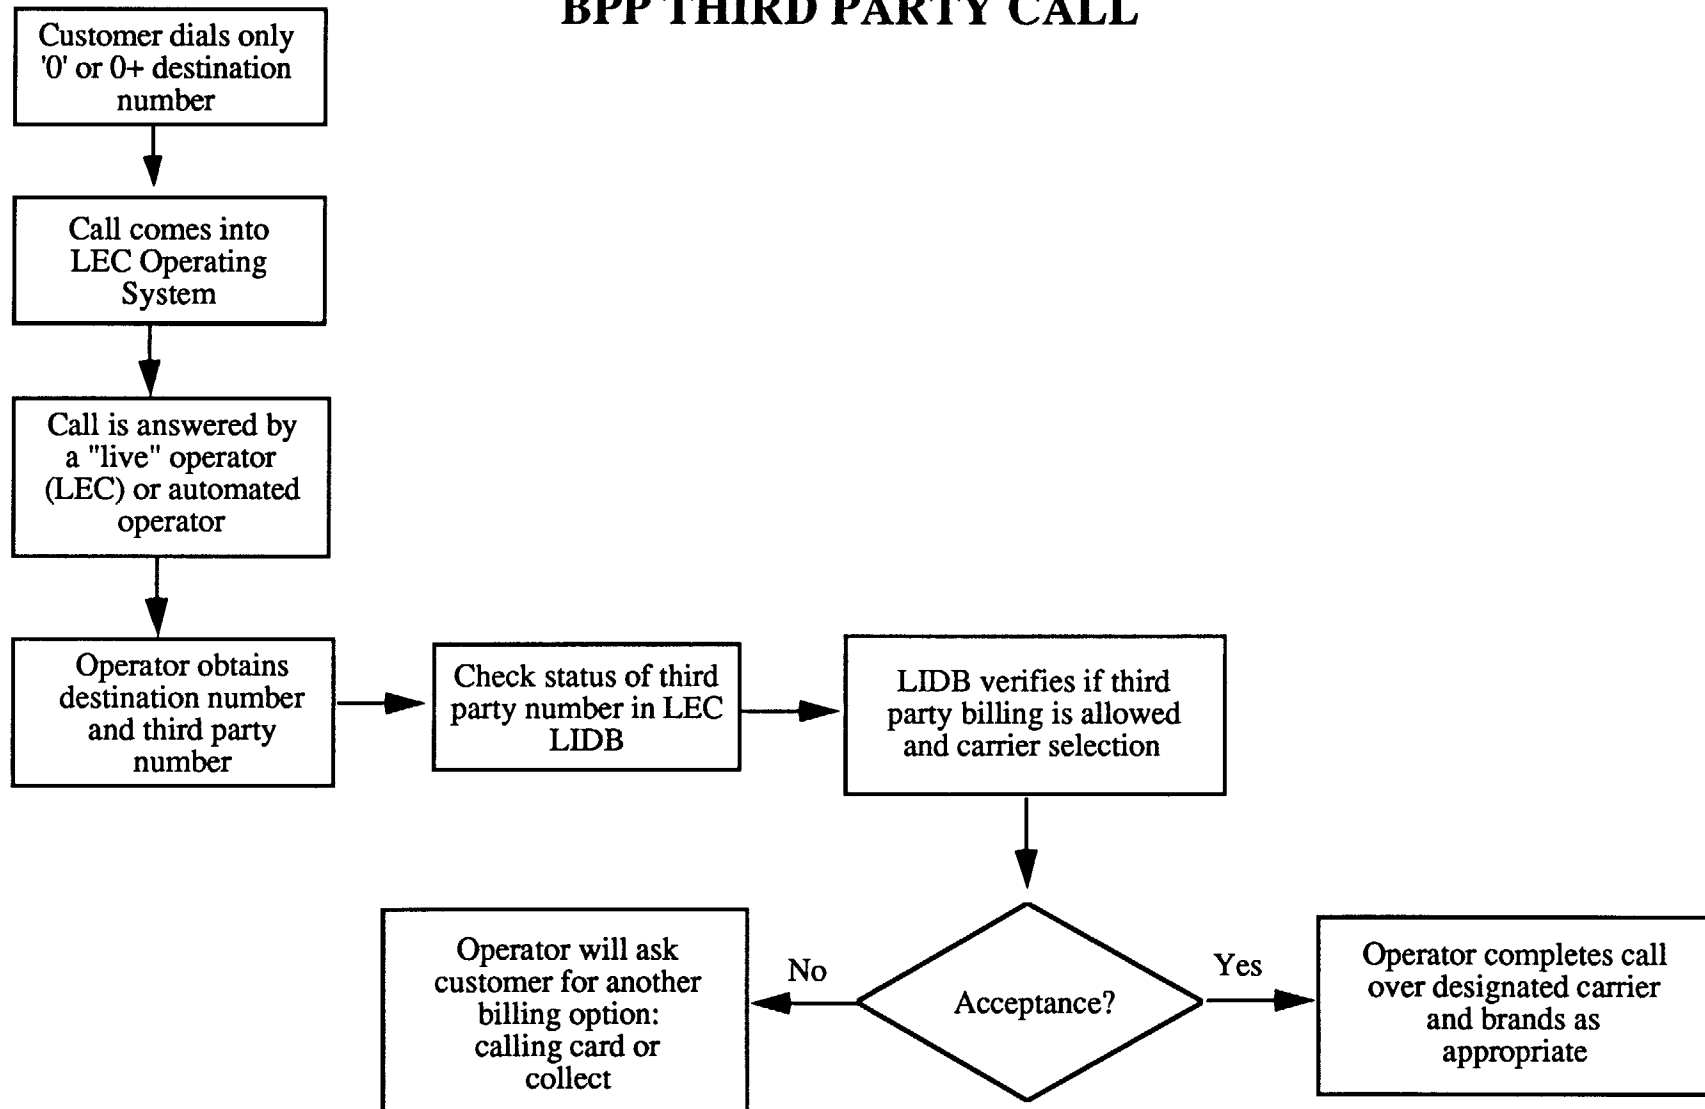 BPP THIRD PARTY CALL
Customer dials only
'0' or 0+ destination
number
Call comes into
LEC Operating
System
Call is answered by
a "live" operator
(LEC) or automated
operator
Operator obtains
destination number
and third party
number
Check status of third
party number in LEC
LIDB
LIDB verifies if third
party billing is allowed
and carrier selection
Acceptance?
No
Operator will ask
customer for another
billing option:
calling card or
collect
Yes
Operator completes call
over designated carrier
and brands as
appropriate